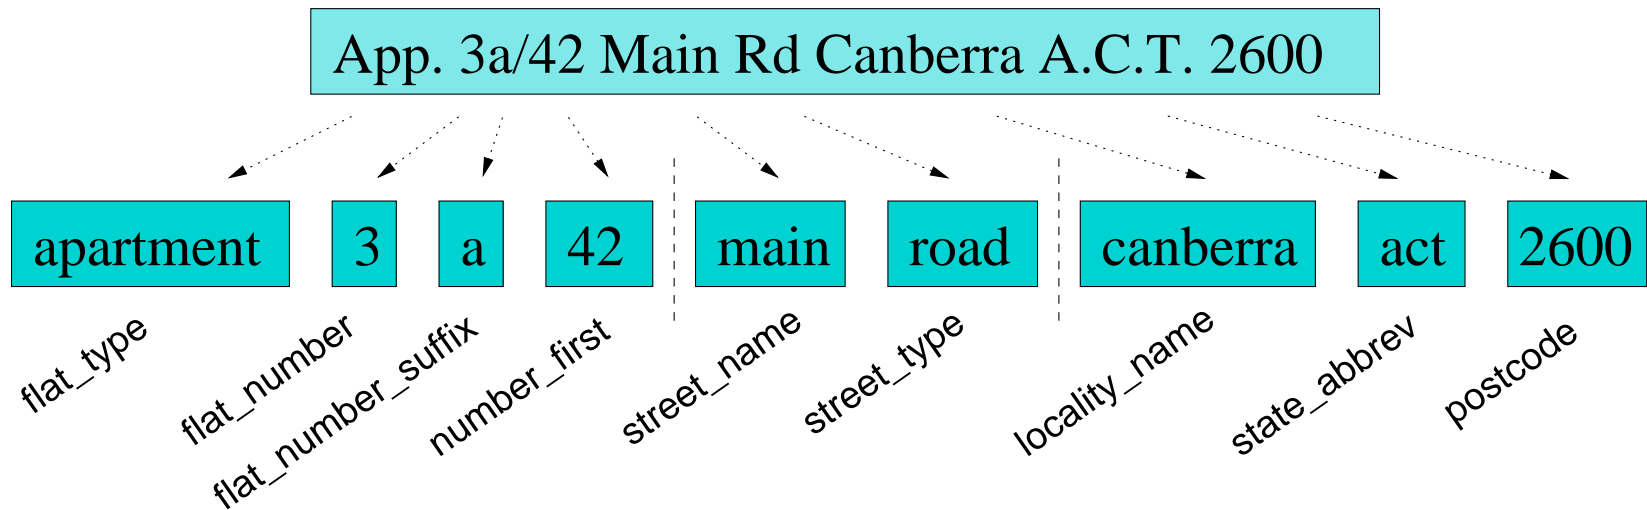 App. 3a/42 Main Rd Canberra A.C.T. 2600
apartment 3 a 42 main road canberra act 2600
flat_type flat_number flat_number_suffix number_first street_name street_type locality_name state_abbrev postcode